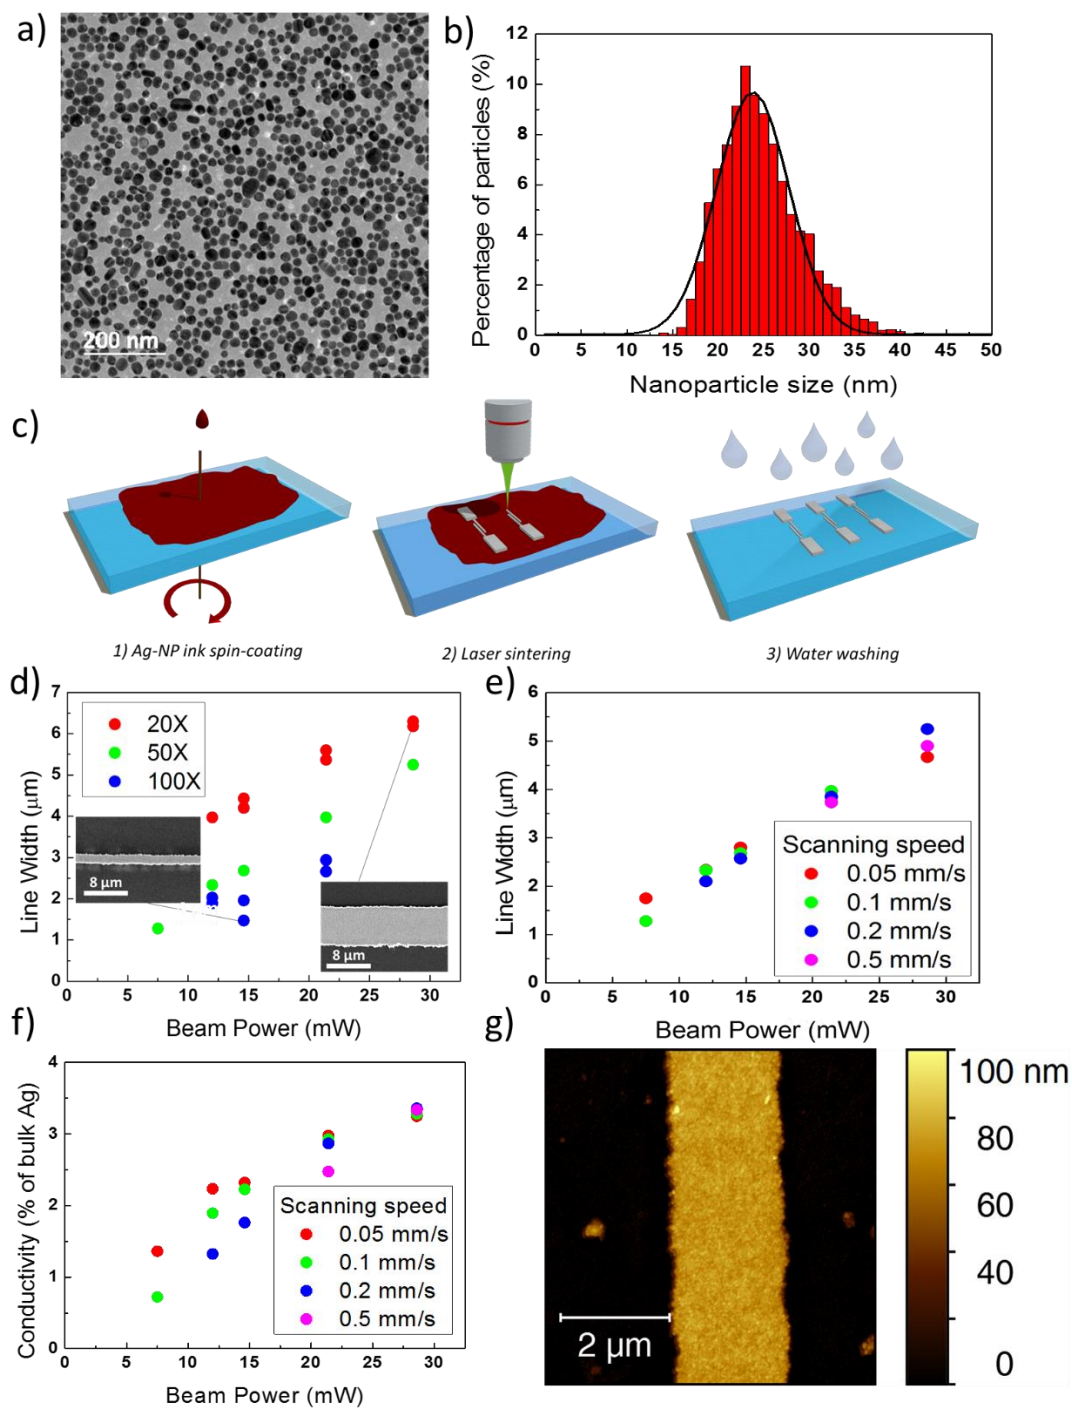 a)
200 nm
b)
Percentage of particles (%)
12
10
8
6
4
2
0
0 5 10 15 20 25 30 35 40 45 50
Nanoparticle size (nm)
c)
1) Ag-NP ink spin-coating
2) Laser sintering
3) Water washing
d)
Line Width (μm)
7
6
5
4
3
2
1
0
20X
50X
100X
8 μm
8 μm
0 5 10 15 20 25 30
Beam Power (mW)
e)
Line Width (μm)
6
5
4
3
2
1
0
Scanning speed
0.05 mm/s
0.1 mm/s
0.2 mm/s
0.5 mm/s
0 5 10 15 20 25 30
Beam Power (mW)
f)
Conductivity (% of bulk Ag)
4
3
2
1
0
Scanning speed
0.05 mm/s
0.1 mm/s
0.2 mm/s
0.5 mm/s
0 5 10 15 20 25 30
Beam Power (mW)
g)
2 μm
100 nm
80
60
40
0